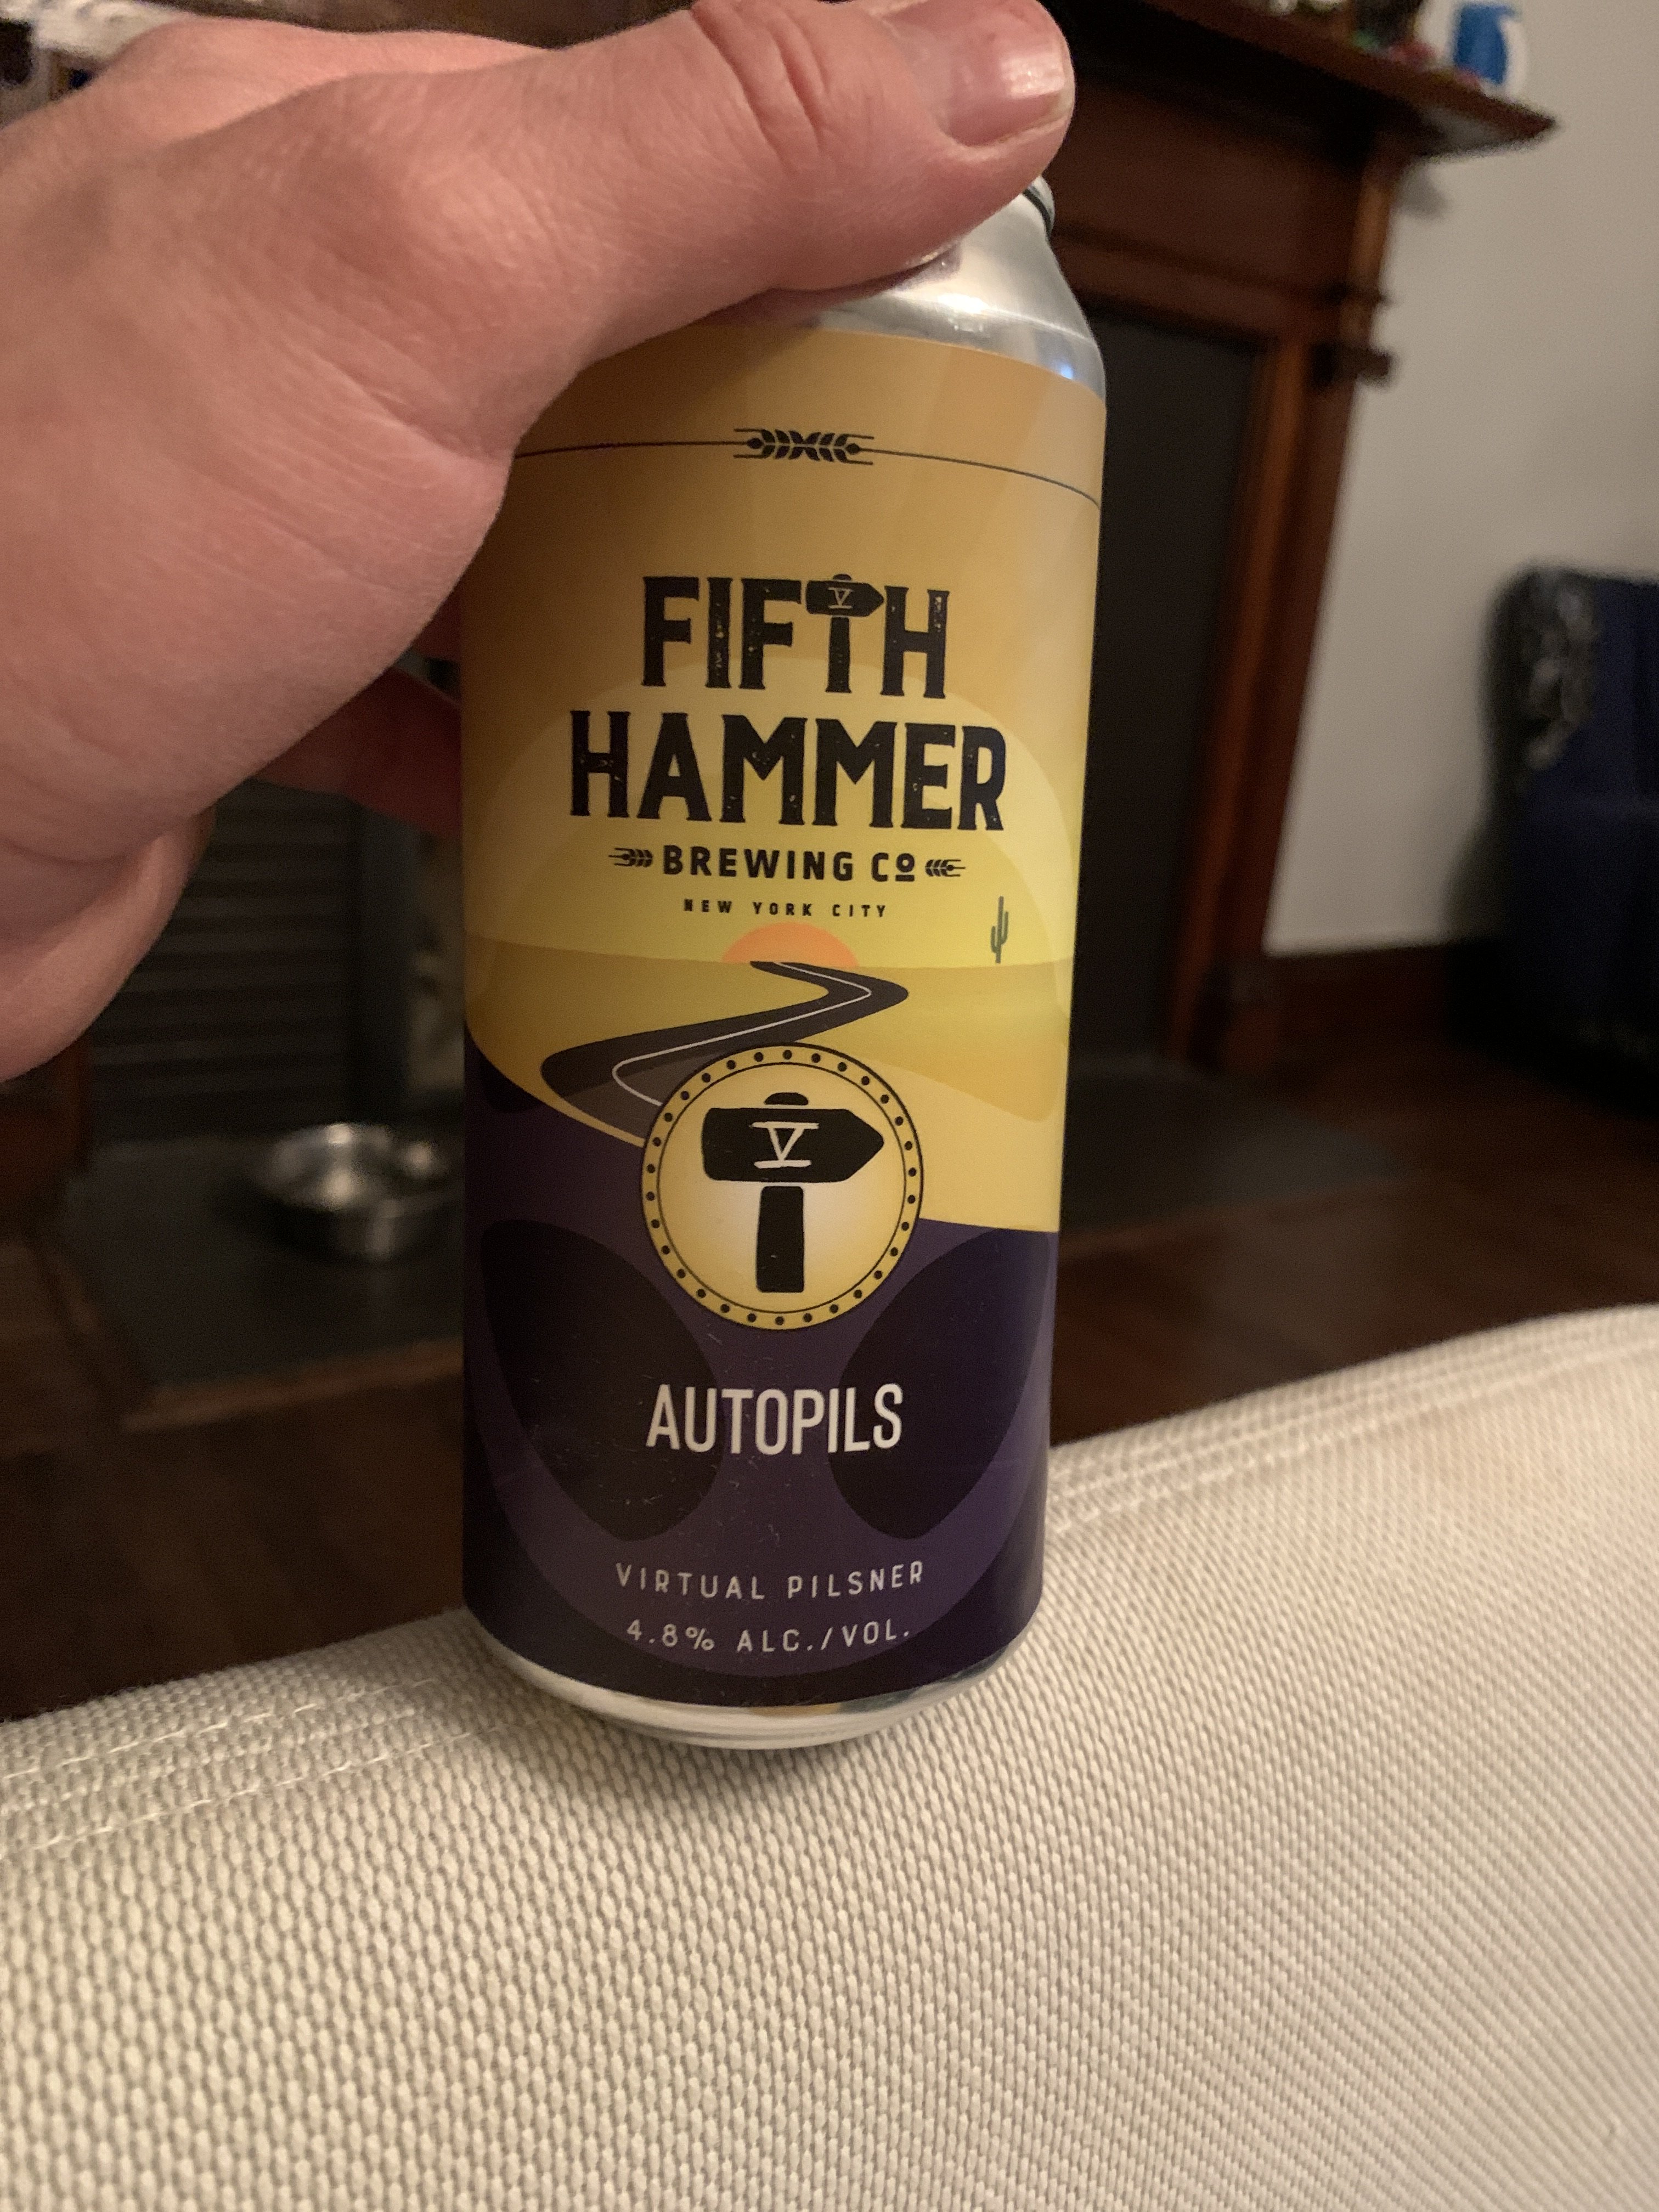 FIFTH
V
HAMMER
BREWING Co
NEW YORK CITY
V
AUTOPILS
VIRTUAL PILSNER
4.8% ALC./VOL.